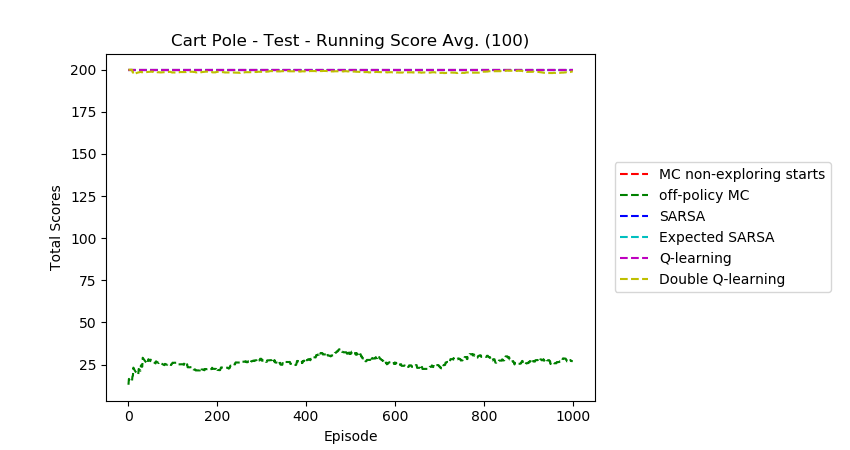 Cart Pole - Test - Running Score Avg. (100)
200
175
150
125
100
75
50
25
Total Scores
0 200 400 600 800 1000
Episode
MC non-exploring starts
off-policy MC
SARSA
Expected SARSA
Q-learning
Double Q-learning